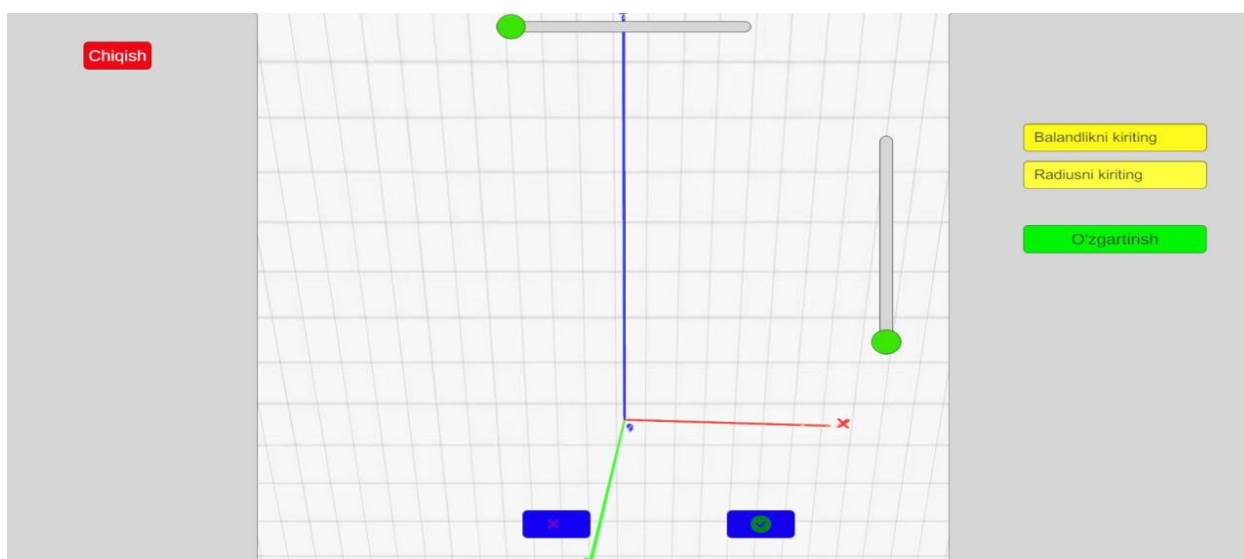 Chiqish
Balandlikni kiriting
Radiusni kiriting
O'zgartirish
x